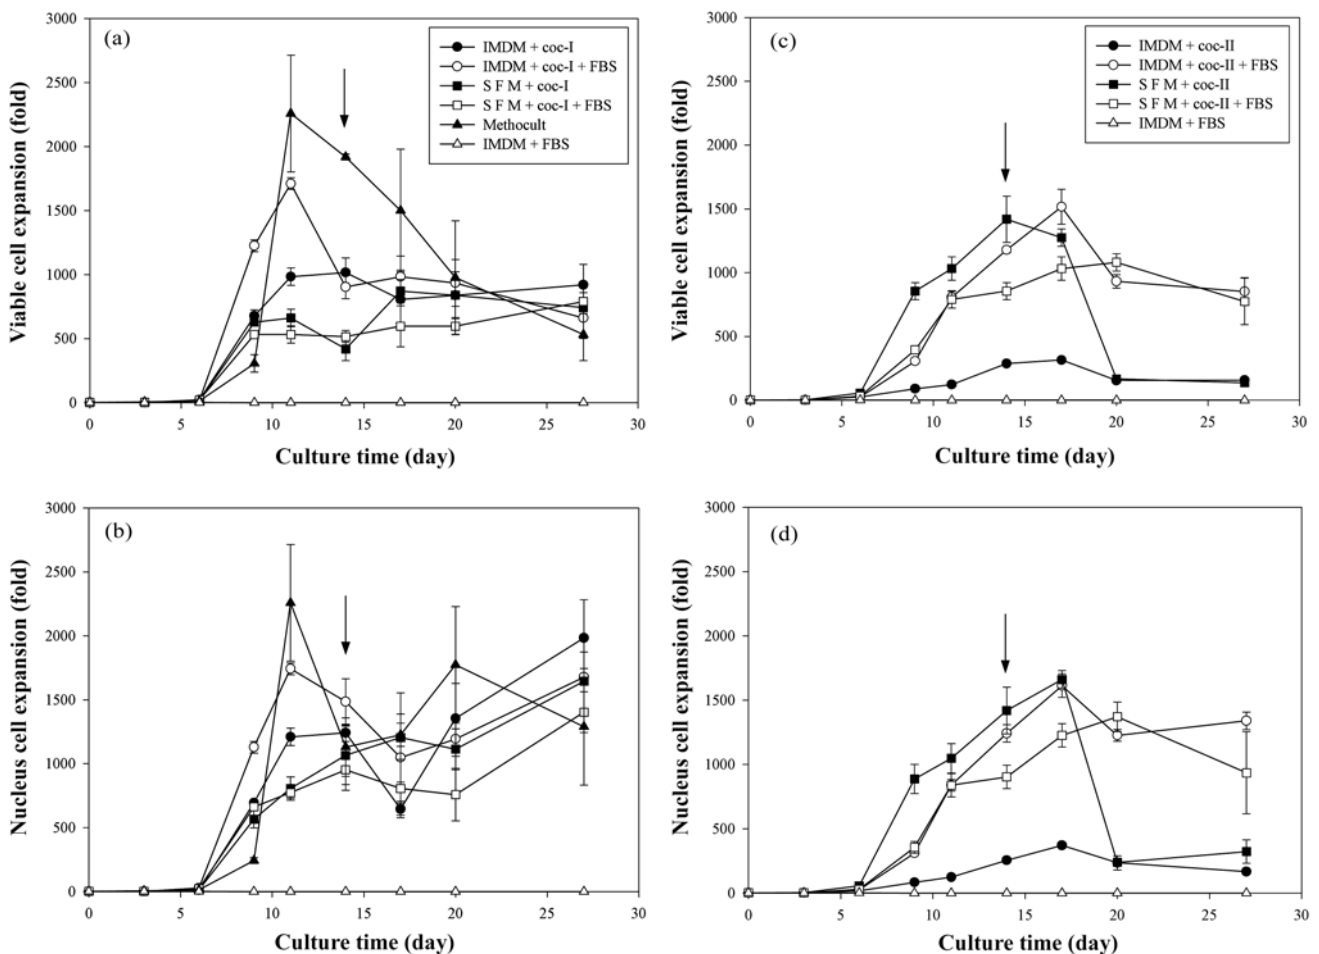 (a)
IMDM + coc-I
IMDM + coc-I + FBS
S F M + coc-I
S F M + coc-I + FBS
Methocult
IMDM + FBS
Viable cell expansion (fold)
3000
2500
2000
1500
1000
500
0
0 5 10 15 20 25 30
Culture time (day)
(c)
IMDM + coc-II
IMDM + coc-II + FBS
S F M + coc-II
S F M + coc-II + FBS
IMDM + FBS
Viable cell expansion (fold)
3000
2500
2000
1500
1000
500
0
0 5 10 15 20 25 30
Culture time (day)
(b)
Nucleus cell expansion (fold)
3000
2500
2000
1500
1000
500
0
0 5 10 15 20 25 30
Culture time (day)
(d)
Nucleus cell expansion (fold)
3000
2500
2000
1500
1000
500
0
0 5 10 15 20 25 30
Culture time (day)